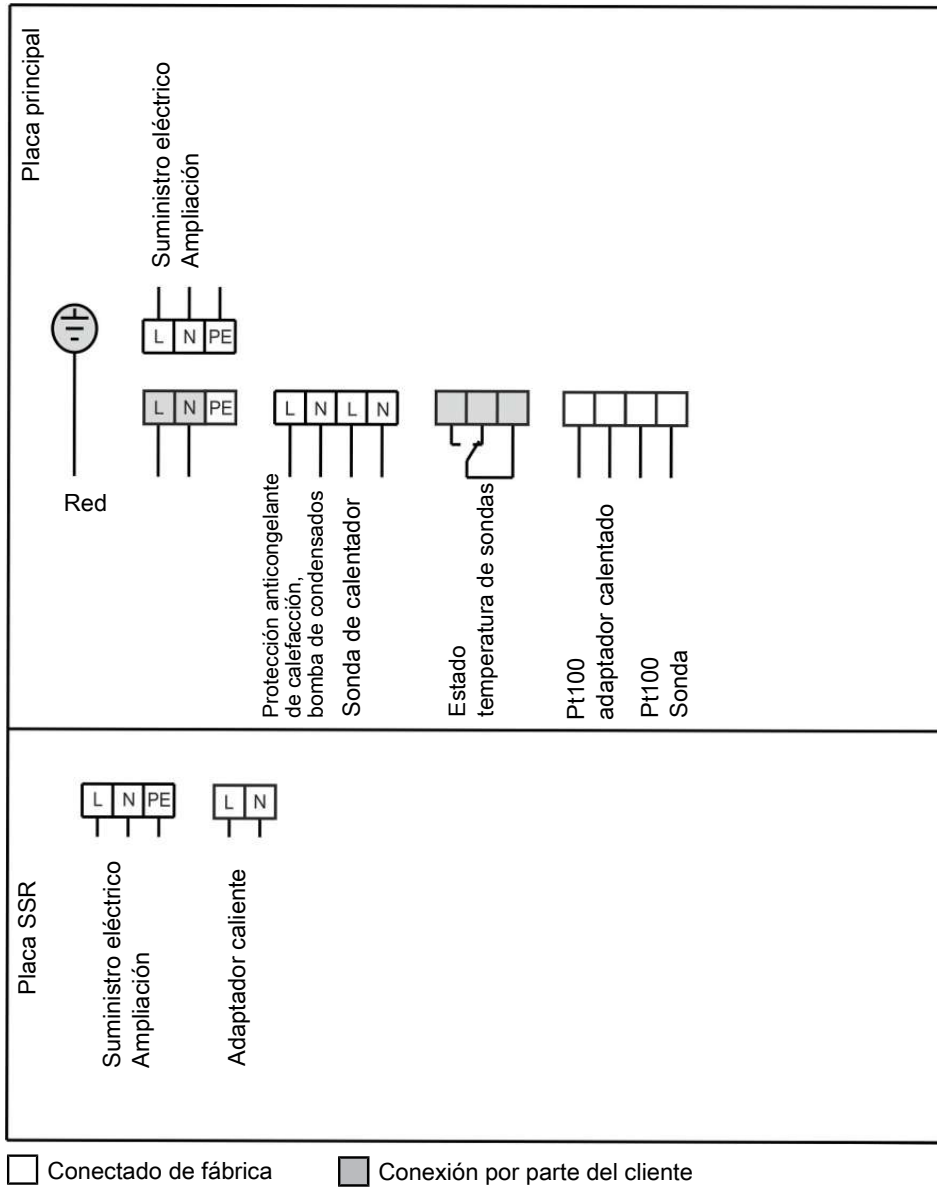 Placa principal
Suministro eléctrico
Ampliación
L N PE
L N PE
L N L N
Red
Protección anticongelante
de calefacción,
bomba de condensados
Sonda de calentador
Estado
temperatura de sondas
Pt100
adaptador calentado
Pt100
Sonda
Placa SSR
L N PE
L N
Suministro eléctrico
Ampliación
Adaptador caliente
Conectado de fábrica
Conexión por parte del cliente